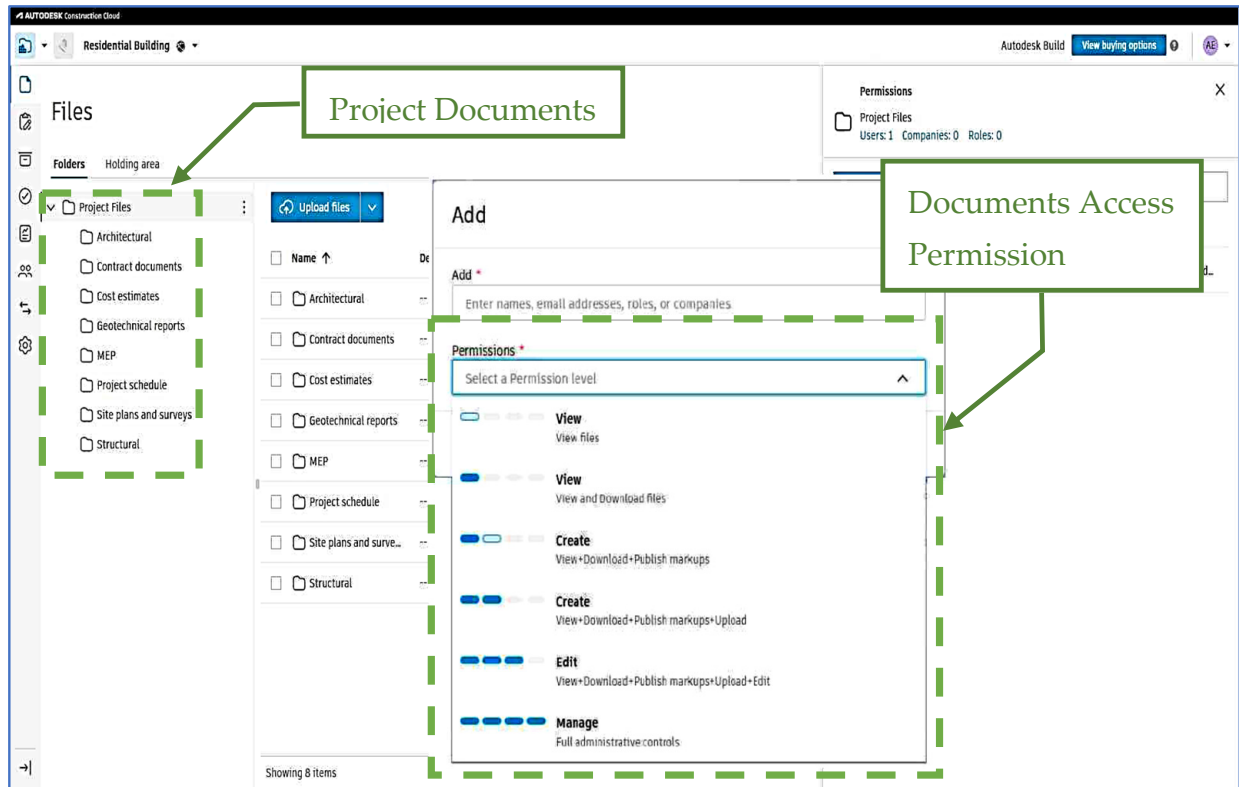 AUTODESK Construction Cloud
Residential Building
Autodesk Build
View buying options
AE
Project Documents
Files
Folders
Holding area
Project Files
Architectural
Contract documents
Cost estimates
Geotechnical reports
MEP
Project schedule
Site plans and surveys
Structural
Upload files
Name ↑
De
Architectural
--
Contract documents
--
Cost estimates
--
Geotechnical reports
--
MEP
--
Project schedule
--
Site plans and surve...
--
Structural
--
Showing 8 items
Permissions
X
Project Files
Users: 1 Companies: 0 Roles: 0
Documents Access
Permission
d...
Add
Add *
Enter names, email addresses, roles, or companies
Permissions *
Select a Permission level
View
View files
View
View and Download files
Create
View+Download+Publish markups
Create
View+Download+Publish markups+Upload
Edit
View+Download+Publish markups+Upload+Edit
Manage
Full administrative controls